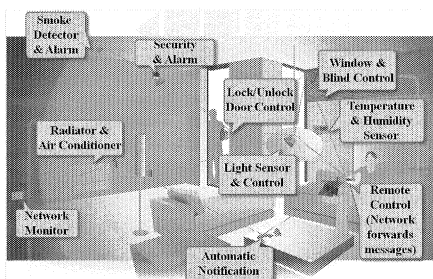 Smoke
Detector
& Alarm
Security
& Alarm
Window &
Blind Control
Lock/Unlock
Door Control
Temperature
& Humidity
Sensor
Radiator &
Air Conditioner
Light Sensor
& Control
Remote
Control
(Network
forwards
messages)
Network
Monitor
Automatic
Notification